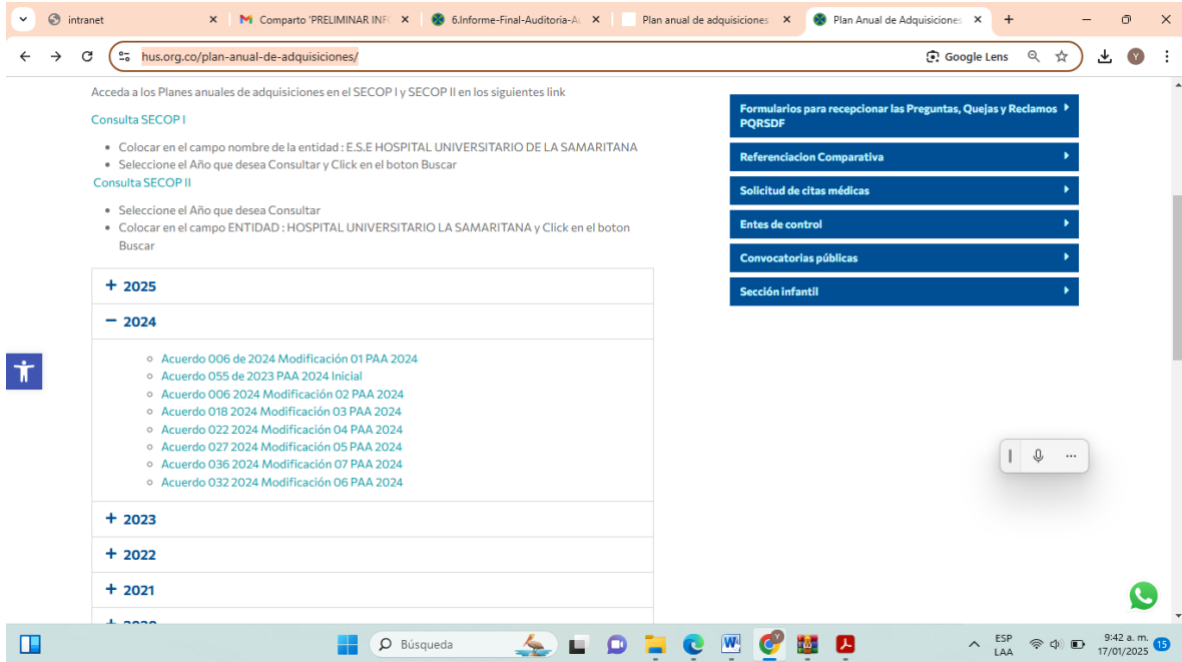 intranet
Comparto 'PRELIMINAR INF
6.Informe-Final-Auditoria-A
Plan anual de adquisiciones
Plan Anual de Adquisiciones
hus.org.co/plan-anual-de-adquisiciones/
Google Lens
Y
Acceda a los Planes anuales de adquisiciones en el SECOP I y SECOP II en los siguientes link
Consulta SECOP I
Colocar en el campo nombre de la entidad : E.S.E HOSPITAL UNIVERSITARIO DE LA SAMARITANA
Seleccione el Año que desea Consultar y Click en el boton Buscar
Consulta SECOP II
Seleccione el Año que desea Consultar
Colocar en el campo ENTIDAD : HOSPITAL UNIVERSITARIO LA SAMARITANA y Click en el boton
Buscar
+ 2025
− 2024
Acuerdo 006 de 2024 Modificación 01 PAA 2024
Acuerdo 055 de 2023 PAA 2024 Inicial
Acuerdo 006 2024 Modificación 02 PAA 2024
Acuerdo 018 2024 Modificación 03 PAA 2024
Acuerdo 022 2024 Modificación 04 PAA 2024
Acuerdo 027 2024 Modificación 05 PAA 2024
Acuerdo 036 2024 Modificación 07 PAA 2024
Acuerdo 032 2024 Modificación 06 PAA 2024
+ 2023
+ 2022
+ 2021
Formularios para recepcionar las Preguntas, Quejas y Reclamos
PQRSDF
Referenciacion Comparativa
Solicitud de citas médicas
Entes de control
Convocatorias públicas
Sección infantil
Búsqueda
ESP
LAA
9:42 a. m.
17/01/2025
15